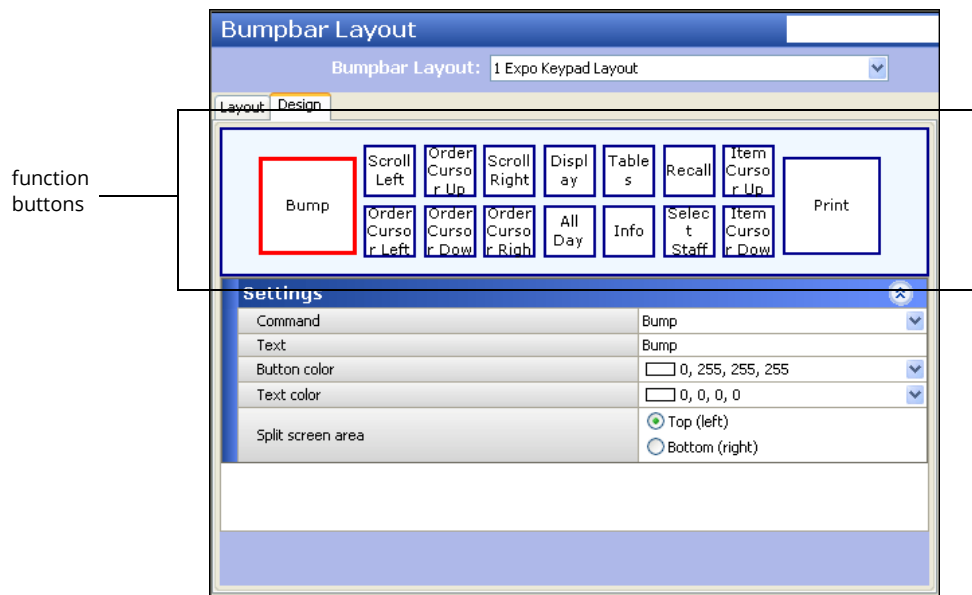 Bumpbar Layout
Bumpbar Layout: 1 Expo Keypad Layout
Layout Design
function
buttons
Bump
Scroll
Left
Order
Curso
r Up
Scroll
Right
Displ
ay
Table
s
Recall
Item
Curso
r Up
Print
Order
Curso
r Left
Order
Curso
r Dow
Order
Curso
r Righ
All
Day
Info
Selec
t
Staff
Item
Curso
r Dow
Settings
Command Bump
Text Bump
Button color 0, 255, 255, 255
Text color 0, 0, 0, 0
Split screen area
Top (left)
Bottom (right)